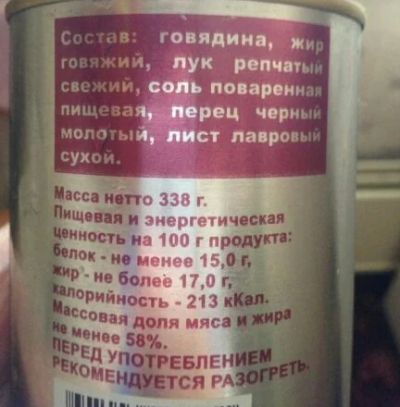 Состав: говядина, жир
говяжий, лук репчатый
свежий, соль поваренная
пищевая, перец черный
молотый, лист лавровый
сухой.
Масса нетто 338 г.
Пищевая и энергетическая
ценность на 100 г продукта:
белок - не менее 15,0 г,
жир - не более 17,0 г,
калорийность - 213 кКал.
Массовая доля мяса и жира
не менее 58%.
ПЕРЕД УПОТРЕБЛЕНИЕМ
РЕКОМЕНДУЕТСЯ РАЗОГРЕТЬ.